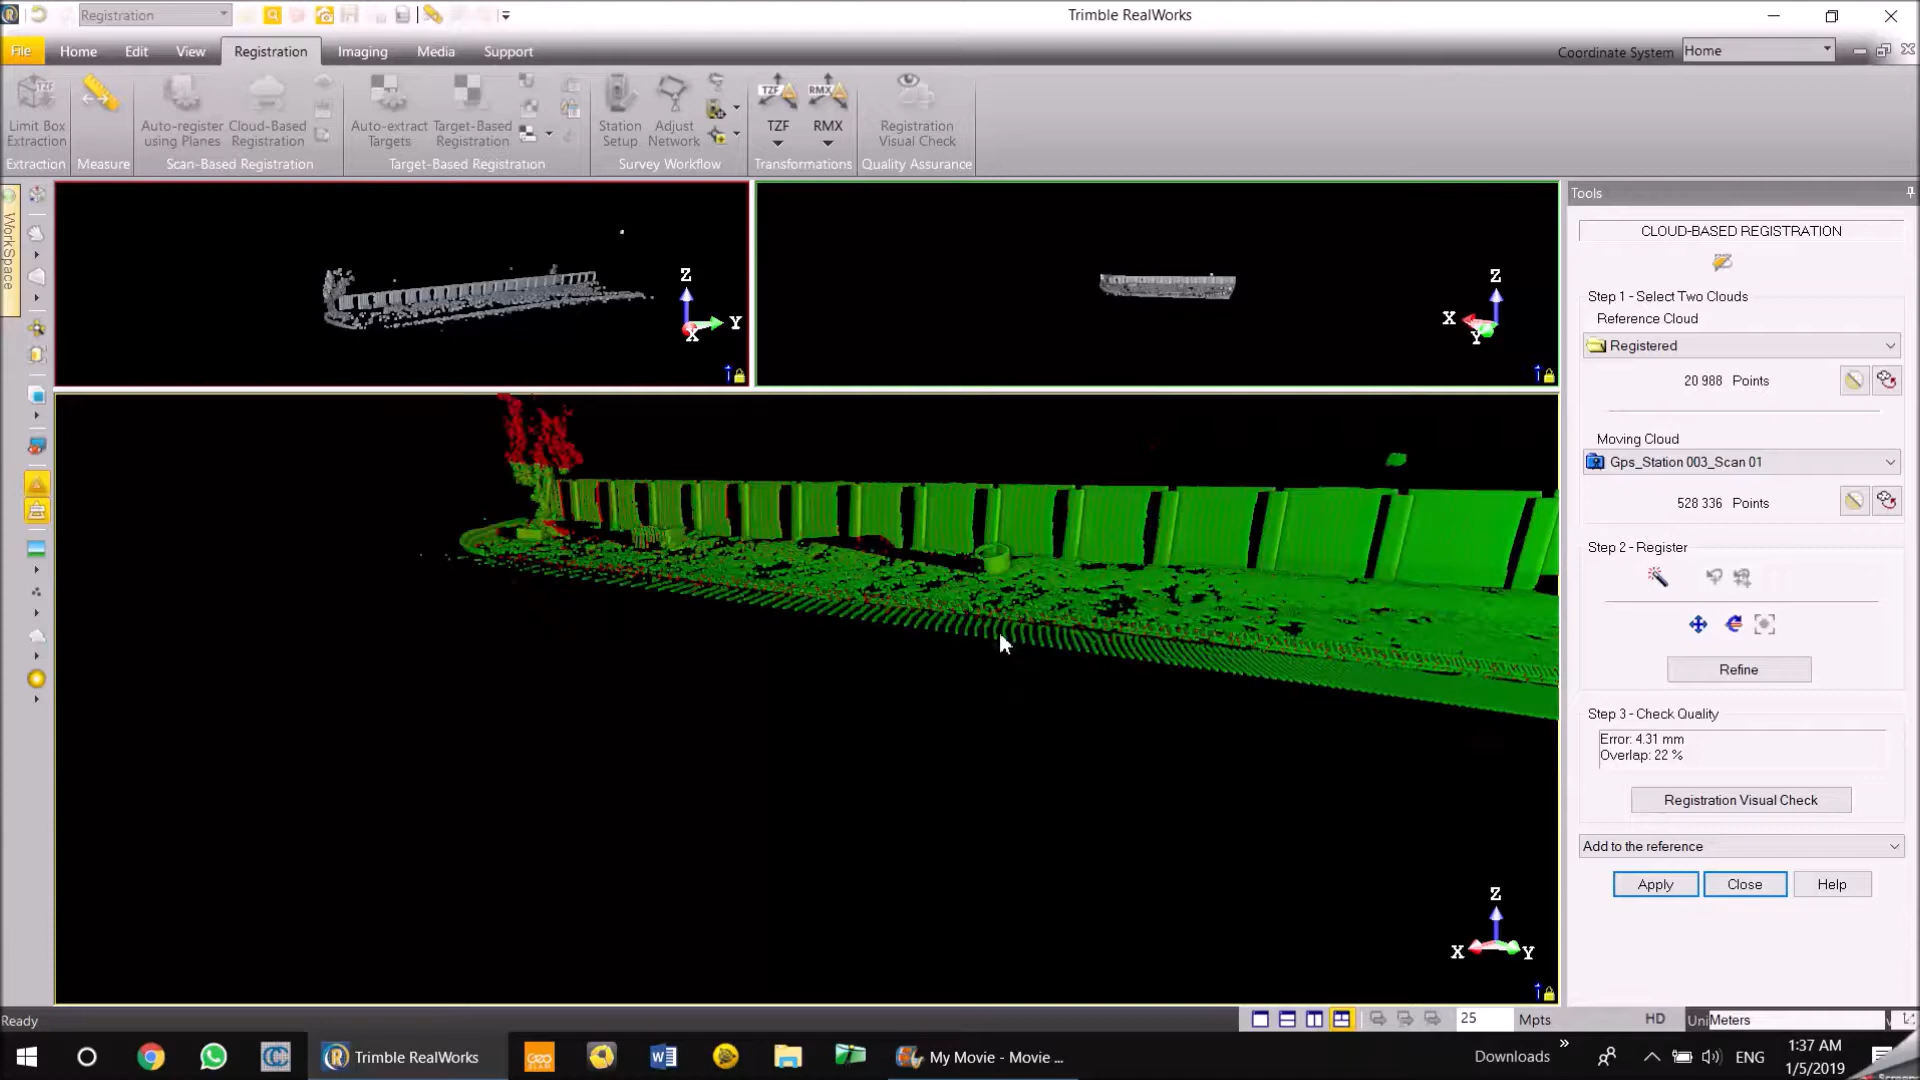 Registration
Trimble RealWorks
File
Home
Edit
View
Registration
Imaging
Media
Support
Coordinate System
Home
Limit Box
Extraction
Extraction
Measure
Auto-register
using Planes
Cloud-Based
Registration
Scan-Based Registration
Auto-extract
Targets
Target-Based
Registration
Target-Based Registration
Station
Setup
Adjust
Network
Survey Workflow
TZF
TZF
RMX
RMX
Transformations
Registration
Visual Check
Quality Assurance
WorkSpace
Z
Y
X
Z
X
Y
Z
X
Y
Tools
CLOUD-BASED REGISTRATION
Step 1 - Select Two Clouds
Reference Cloud
Registered
20 988 Points
Moving Cloud
Gps_Station 003_Scan 01
528 336 Points
Step 2 - Register
Refine
Step 3 - Check Quality
Error: 4.31 mm
Overlap: 22 %
Registration Visual Check
Add to the reference
Apply
Close
Help
Ready
25
Mpts
HD
Uni
Meters
Trimble RealWorks
GEO
SLAM
My Movie - Movie ...
Downloads
ENG
1:37 AM
1/5/2019